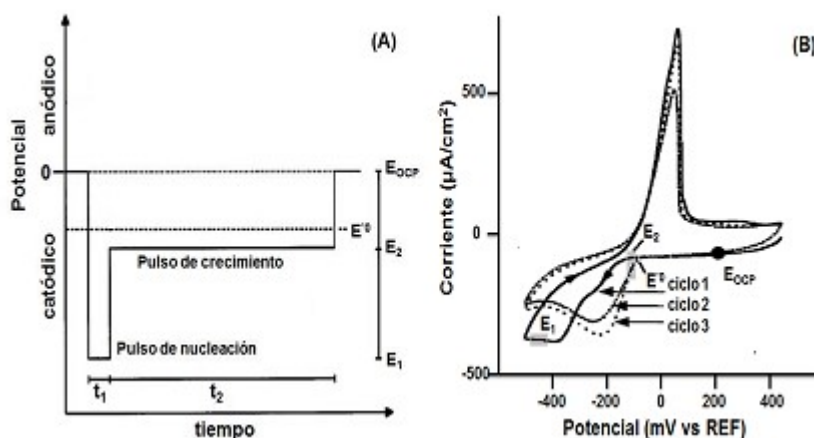 (A)
Potencial
catódico
anódico
0
E_OCP
E'⁰
E₂
E₁
Pulso de crecimiento
Pulso de nucleación
t₁
t₂
tiempo
(B)
Corriente (µA/cm²)
500
0
-500
-400
-200
0
200
400
E₂
E₁
E'⁰
E_OCP
ciclo 1
ciclo 2
ciclo 3
Potencial (mV vs REF)